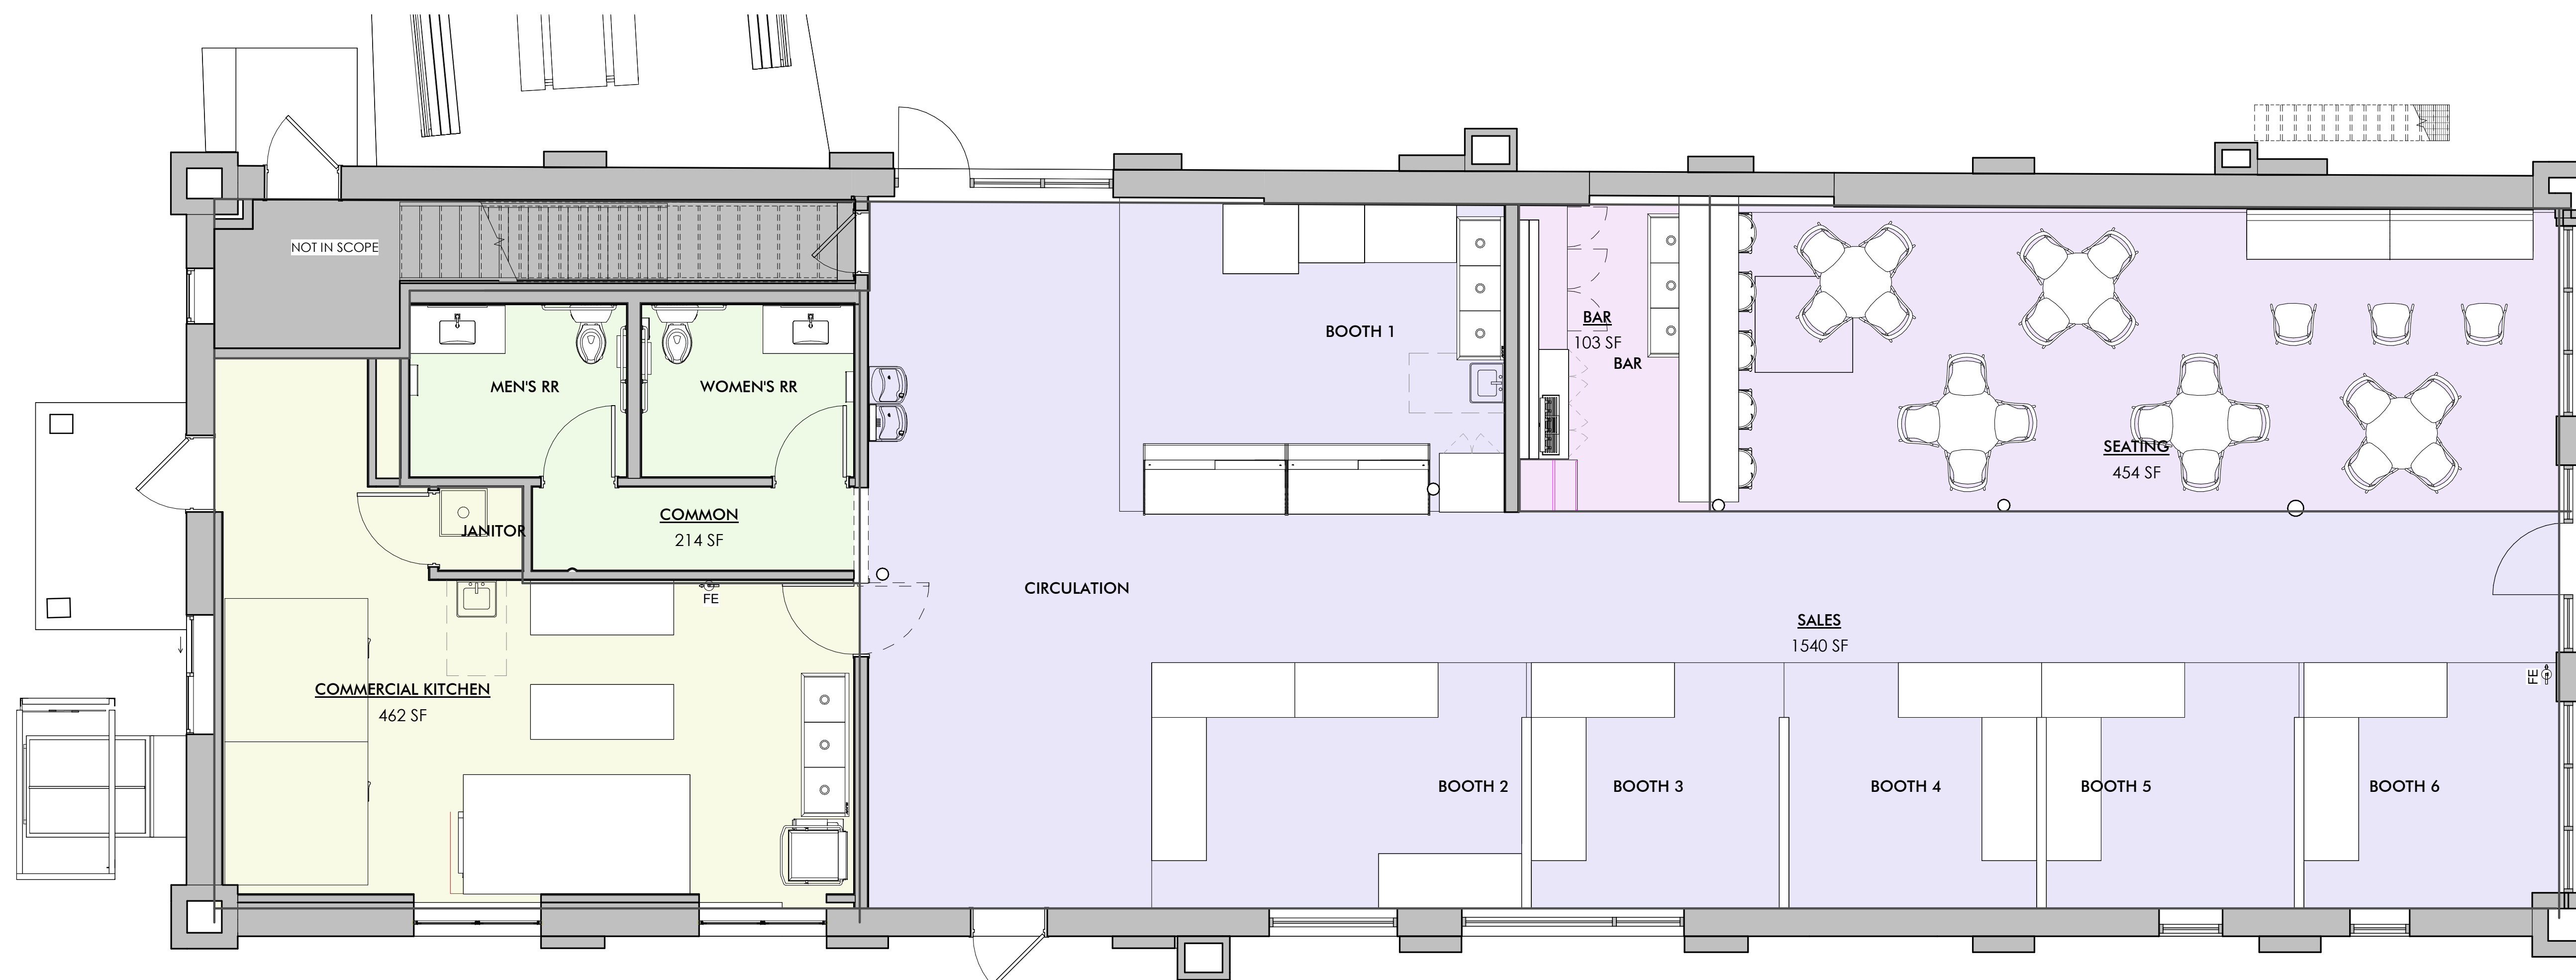 NOT IN SCOPE
MEN'S RR
WOMEN'S RR
BOOTH 1
BAR
103 SF
BAR
SEATING
454 SF
JANITOR
COMMON
214 SF
FE
CIRCULATION
SALES
1540 SF
FE
COMMERCIAL KITCHEN
462 SF
BOOTH 2
BOOTH 3
BOOTH 4
BOOTH 5
BOOTH 6